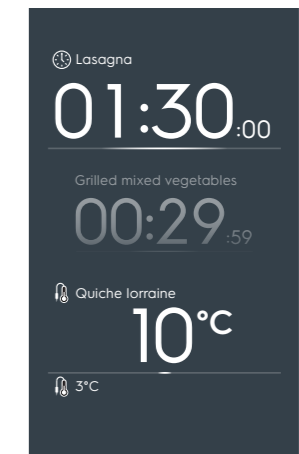 Lasagna
01:30:00
Grilled mixed vegetables
00:29:59
Quiche lorraine
10°C
3°C